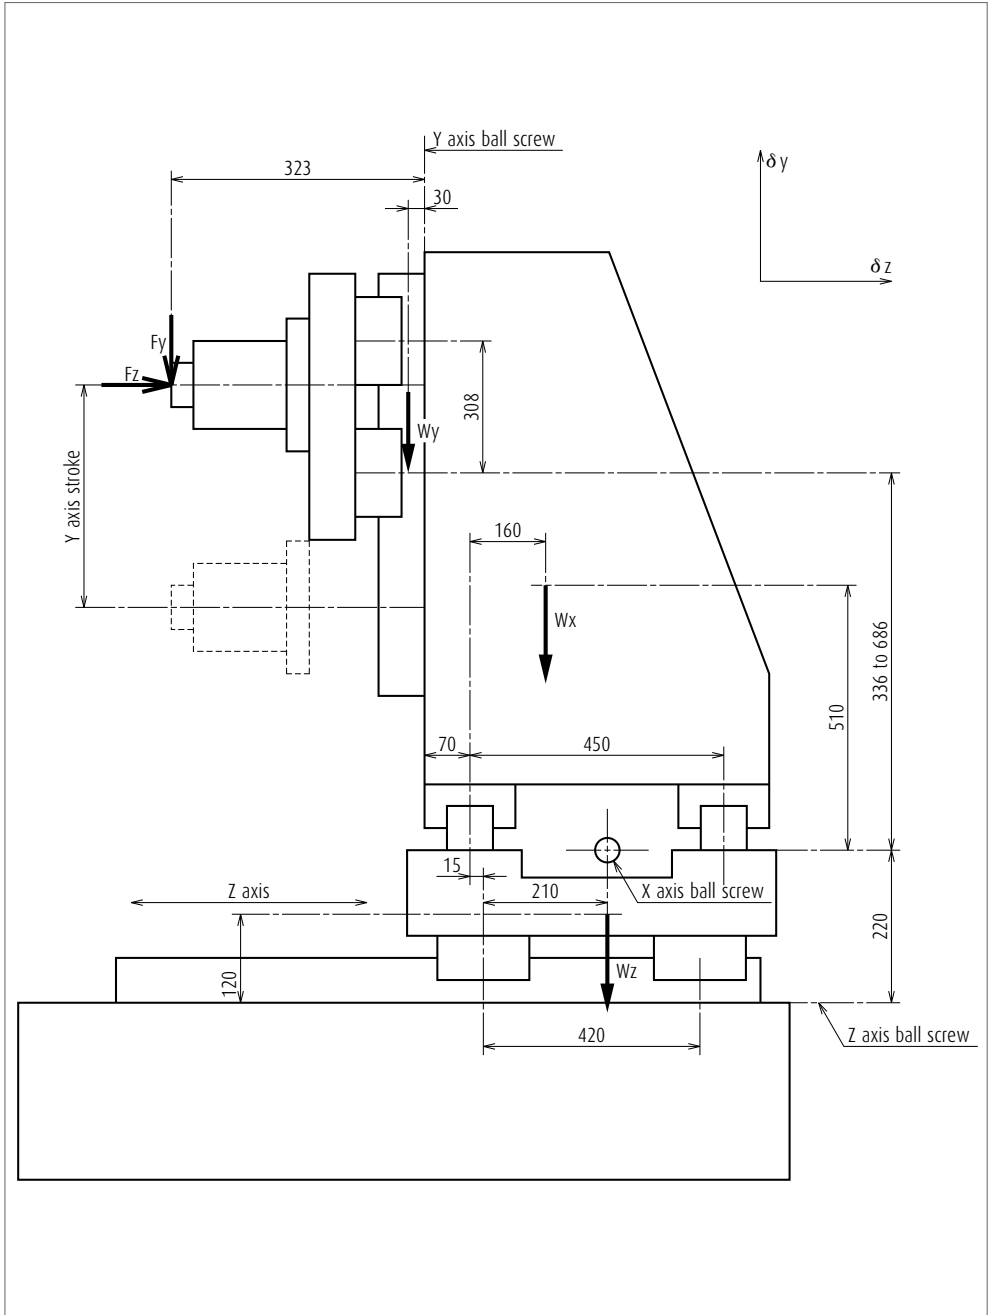 Y axis ball screw
323
30
δy
δz
Fy
Fz
308
Wy
Y axis stroke
160
Wx
336 to 686
510
70
450
15
Z axis
210
X axis ball screw
220
120
Wz
420
Z axis ball screw